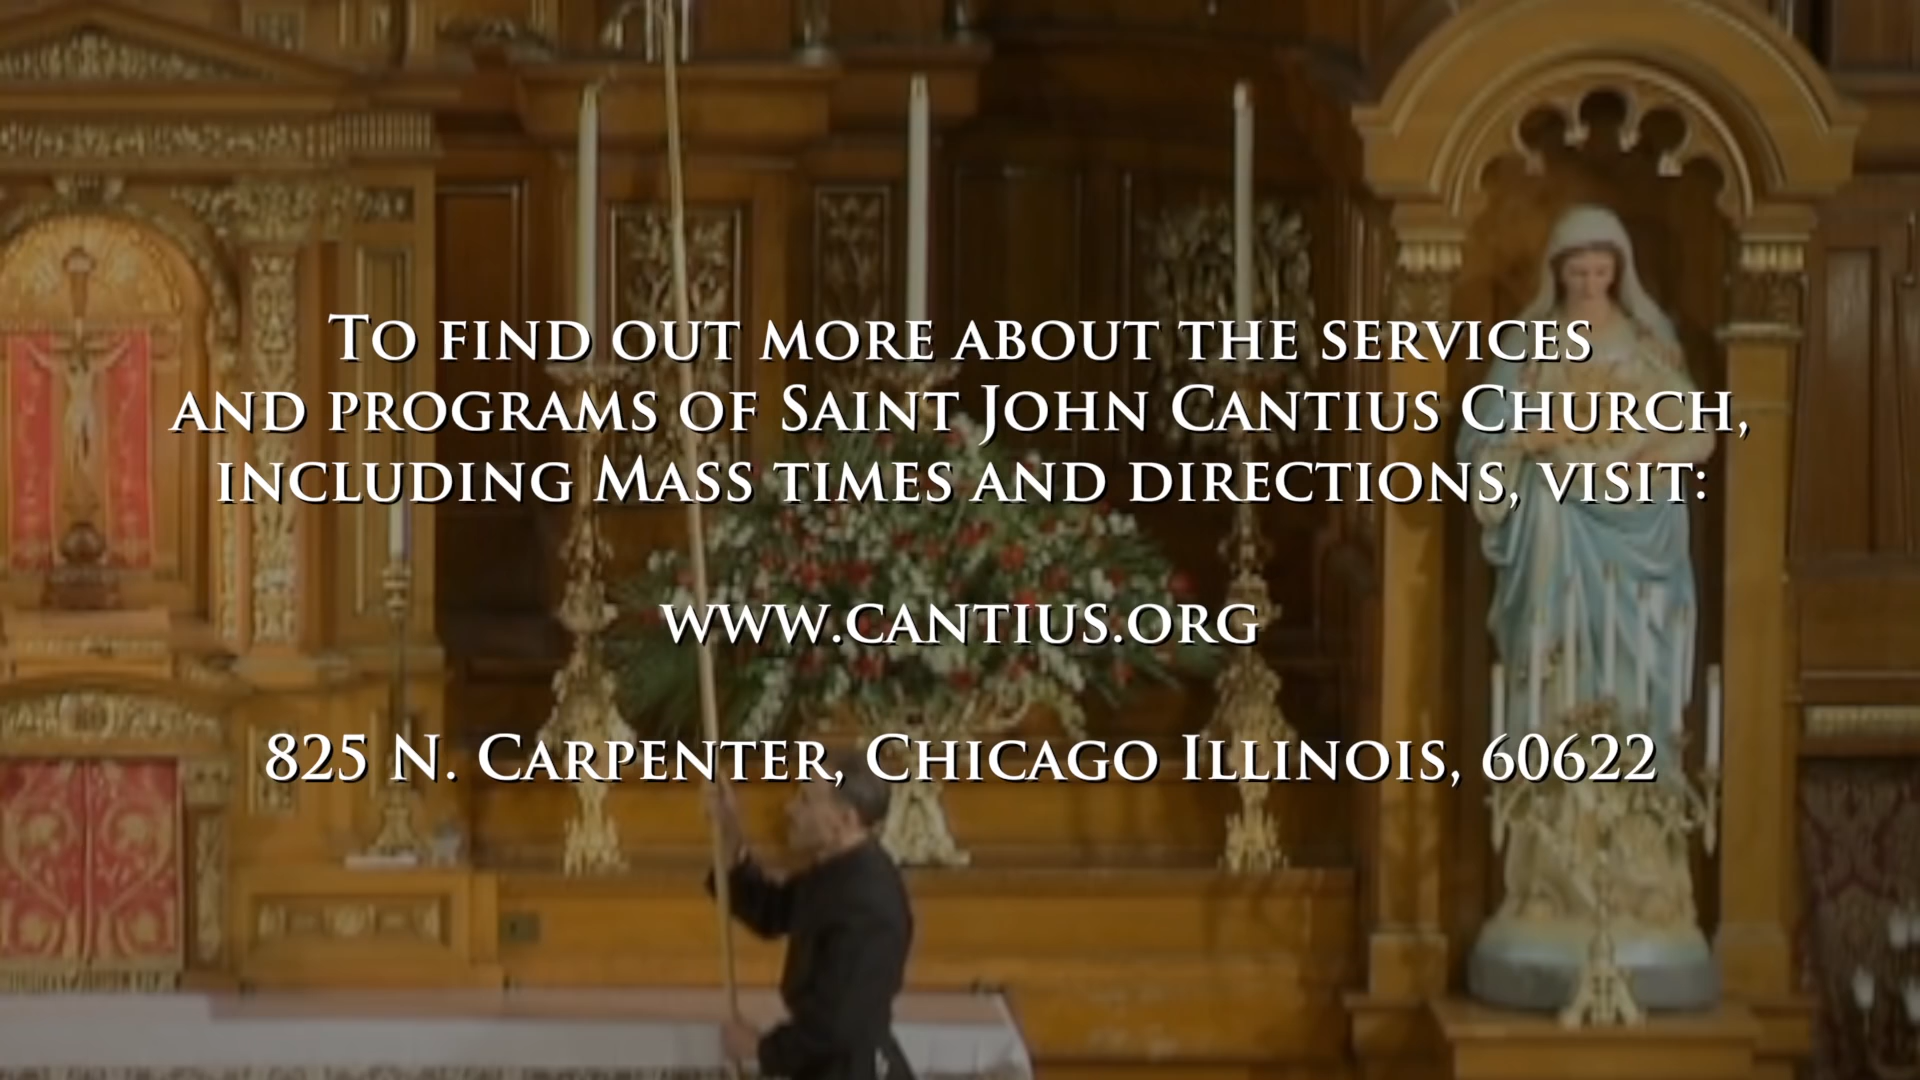 To find out more about the services
and programs of Saint John Cantius Church,
including Mass times and directions, visit:
www.cantius.org
825 N. Carpenter, Chicago Illinois, 60622